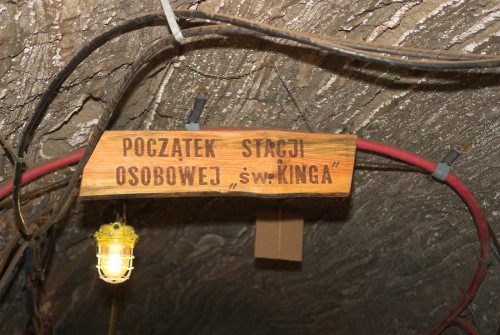 POCZĄTEK STACJI
OSOBOWEJ „ŚW. KINGA”